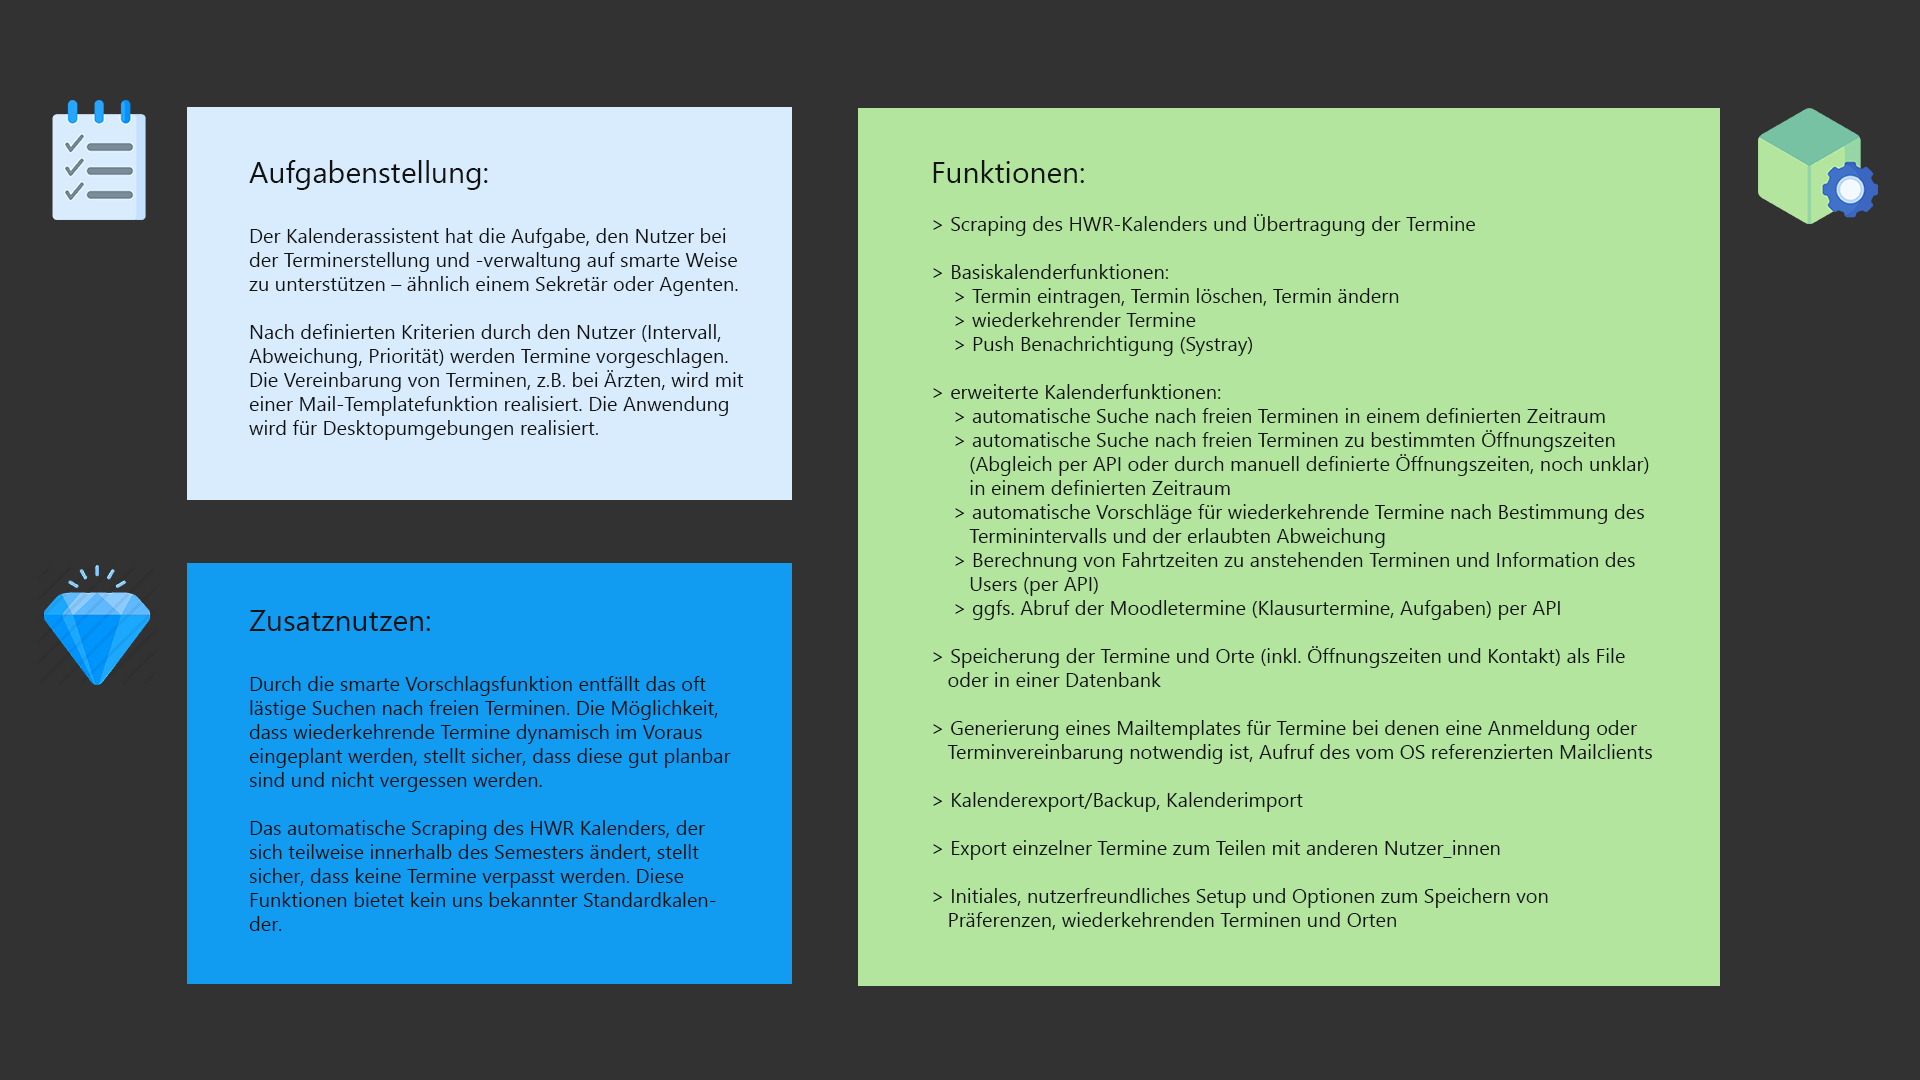 Aufgabenstellung:
Der Kalenderassistent hat die Aufgabe, den Nutzer bei
der Terminerstellung und -verwaltung auf smarte Weise
zu unterstützen – ähnlich einem Sekretär oder Agenten.
Nach definierten Kriterien durch den Nutzer (Intervall,
Abweichung, Priorität) werden Termine vorgeschlagen.
Die Vereinbarung von Terminen, z.B. bei Ärzten, wird mit
einer Mail-Templatefunktion realisiert. Die Anwendung
wird für Desktopumgebungen realisiert.
Zusatznutzen:
Durch die smarte Vorschlagsfunktion entfällt das oft
lästige Suchen nach freien Terminen. Die Möglichkeit,
dass wiederkehrende Termine dynamisch im Voraus
eingeplant werden, stellt sicher, dass diese gut planbar
sind und nicht vergessen werden.
Das automatische Scraping des HWR Kalenders, der
sich teilweise innerhalb des Semesters ändert, stellt
sicher, dass keine Termine verpasst werden. Diese
Funktionen bietet kein uns bekannter Standardkalen-
der.
Funktionen:
> Scraping des HWR-Kalenders und Übertragung der Termine
> Basiskalenderfunktionen:
> Termin eintragen, Termin löschen, Termin ändern
> wiederkehrender Termine
> Push Benachrichtigung (Systray)
> erweiterte Kalenderfunktionen:
> automatische Suche nach freien Terminen in einem definierten Zeitraum
> automatische Suche nach freien Terminen zu bestimmten Öffnungszeiten
(Abgleich per API oder durch manuell definierte Öffnungszeiten, noch unklar)
in einem definierten Zeitraum
> automatische Vorschläge für wiederkehrende Termine nach Bestimmung des
Terminintervalls und der erlaubten Abweichung
> Berechnung von Fahrtzeiten zu anstehenden Terminen und Information des
Users (per API)
> ggfs. Abruf der Moodletermine (Klausurtermine, Aufgaben) per API
> Speicherung der Termine und Orte (inkl. Öffnungszeiten und Kontakt) als File
oder in einer Datenbank
> Generierung eines Mailtemplates für Termine bei denen eine Anmeldung oder
Terminvereinbarung notwendig ist, Aufruf des vom OS referenzierten Mailclients
> Kalenderexport/Backup, Kalenderimport
> Export einzelner Termine zum Teilen mit anderen Nutzer_innen
> Initiales, nutzerfreundliches Setup und Optionen zum Speichern von
Präferenzen, wiederkehrenden Terminen und Orten